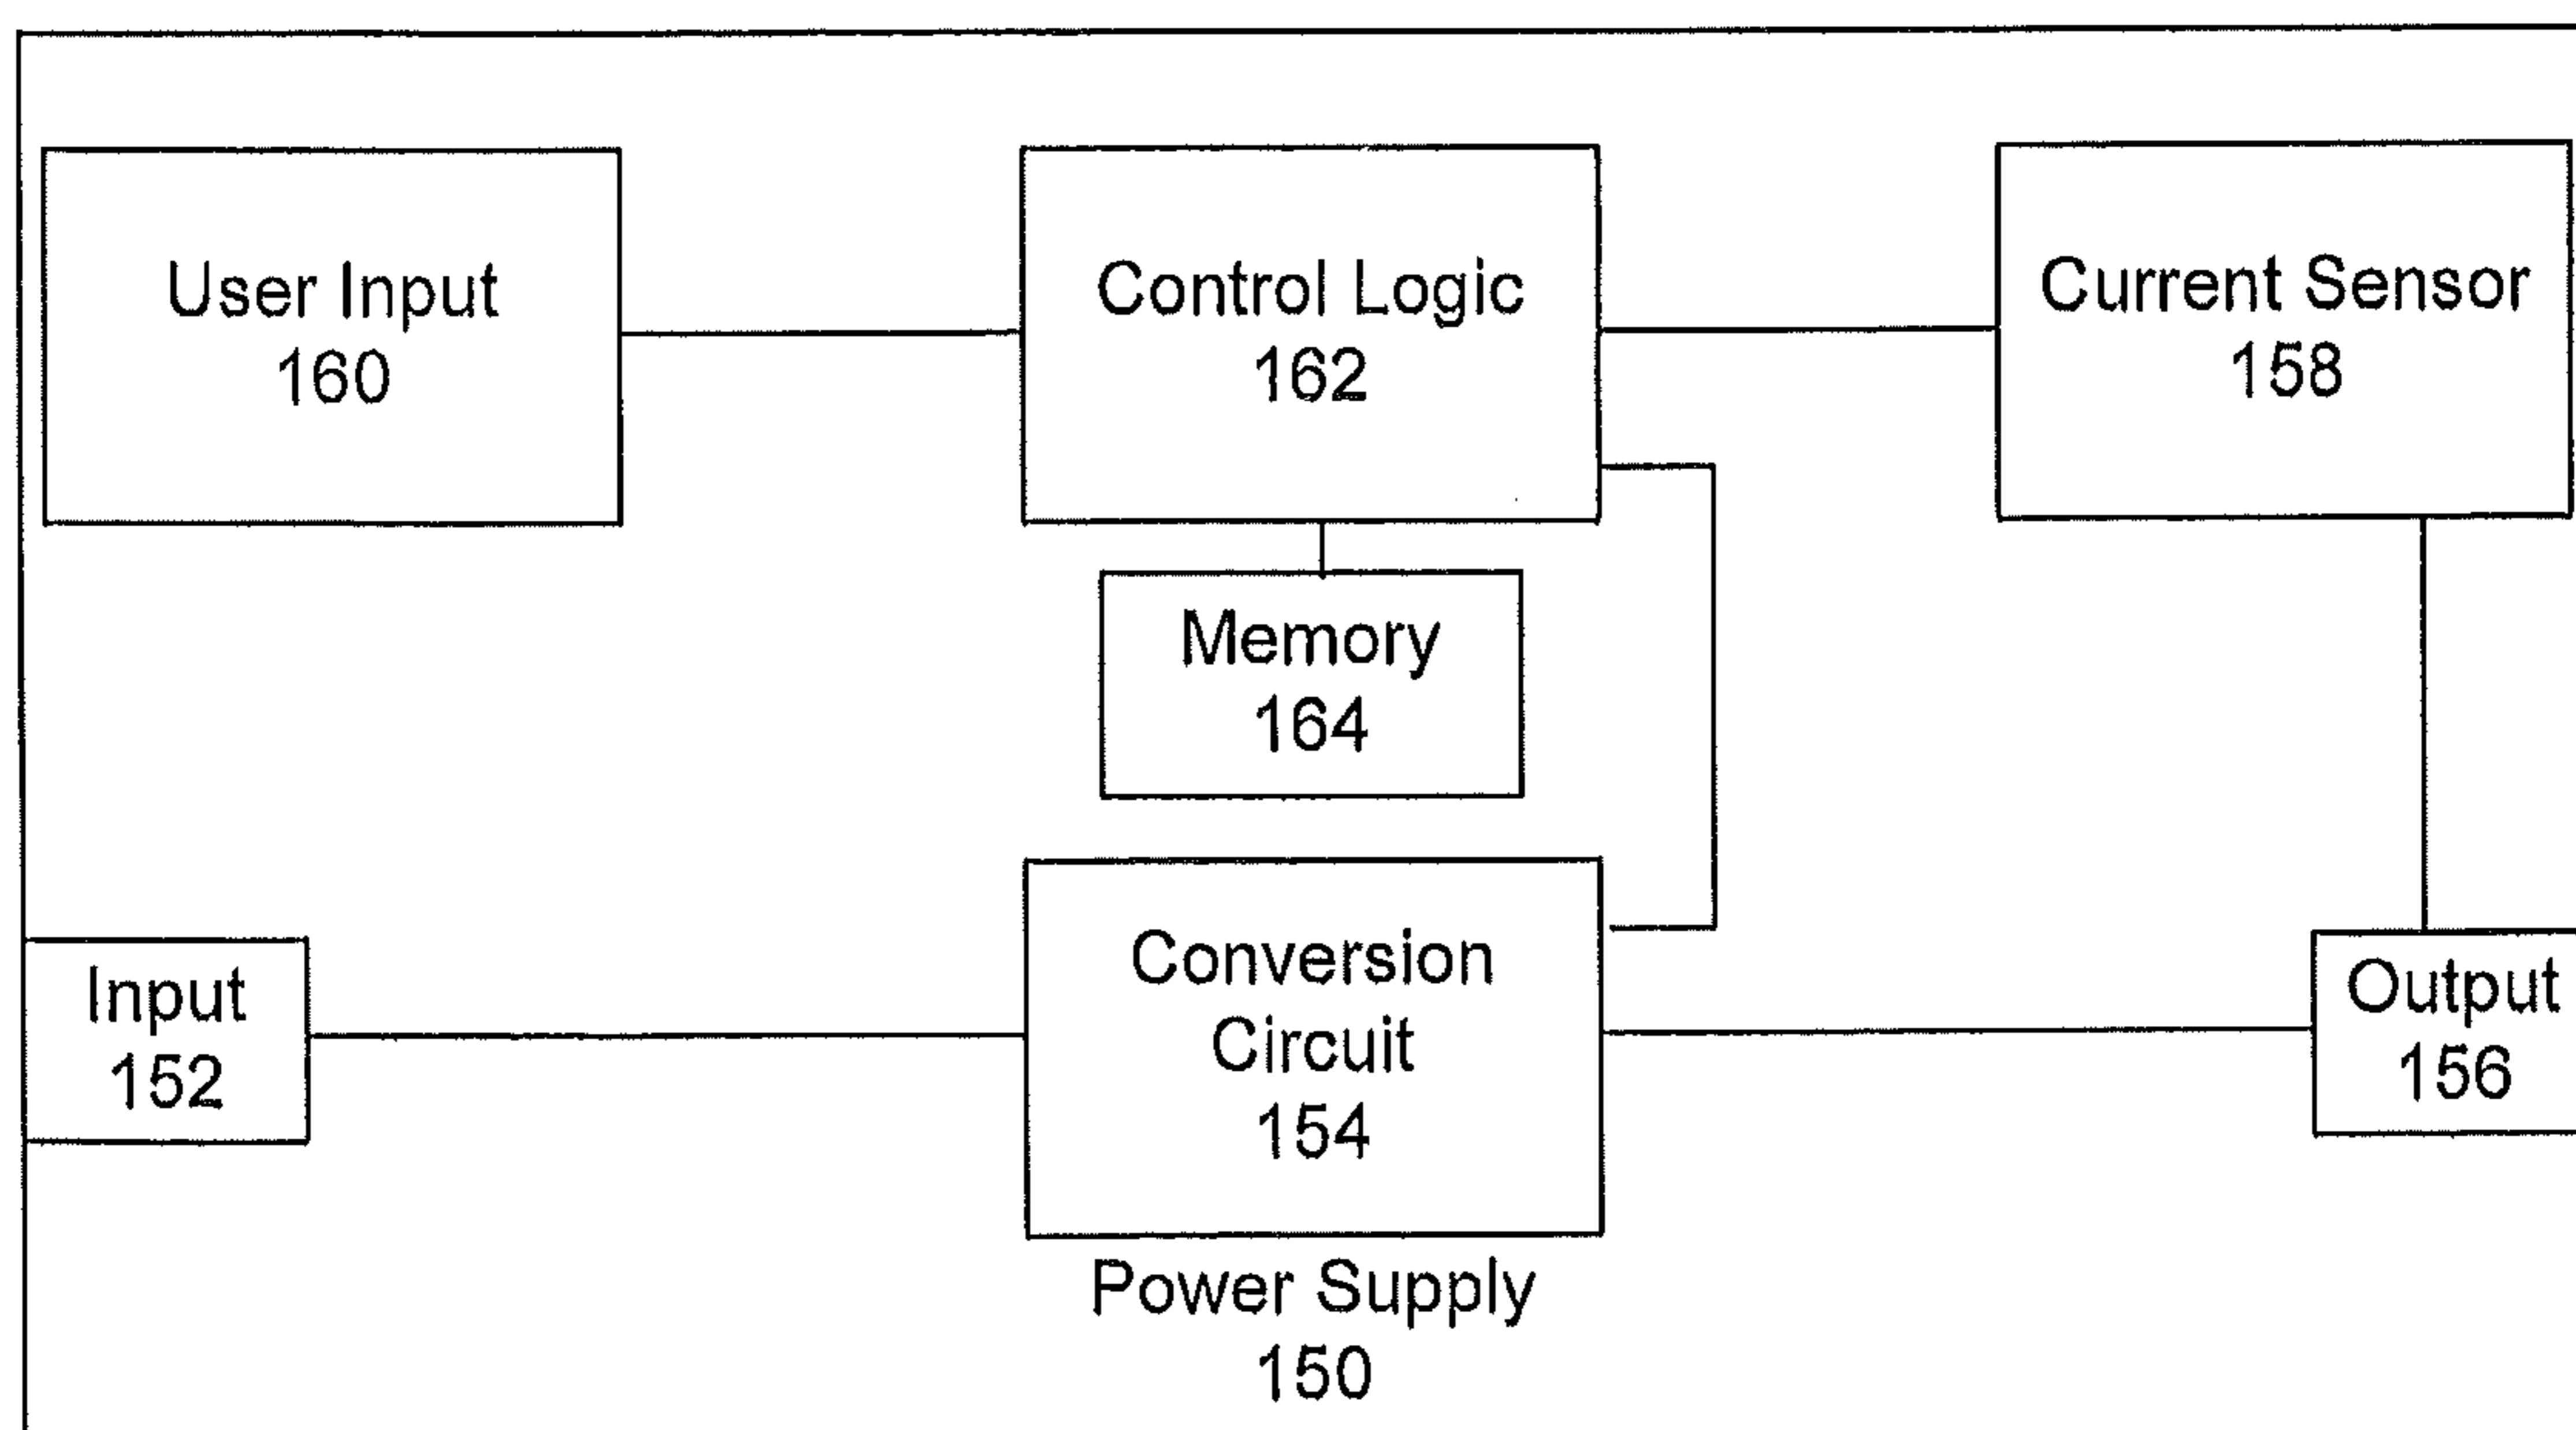 User Input
160
Control Logic
162
Current Sensor
158
Memory
164
Input
152
Conversion
Circuit
154
Output
156
Power Supply
150